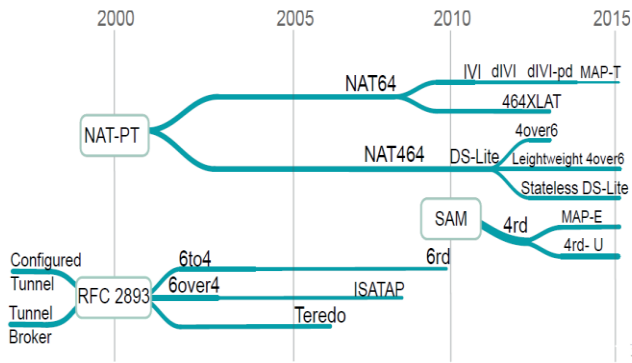 2000 2005 2010 2015
IVI dIVI dIVI-pd MAP-T
NAT64
464XLAT
NAT-PT
4over6
NAT464 DS-Lite Leightweight 4over6
Stateless DS-Lite
SAM 4rd MAP-E
4rd- U
Configured
Tunnel
6to4 6rd
RFC 2893 6over4 ISATAP
Tunnel
Broker
Teredo